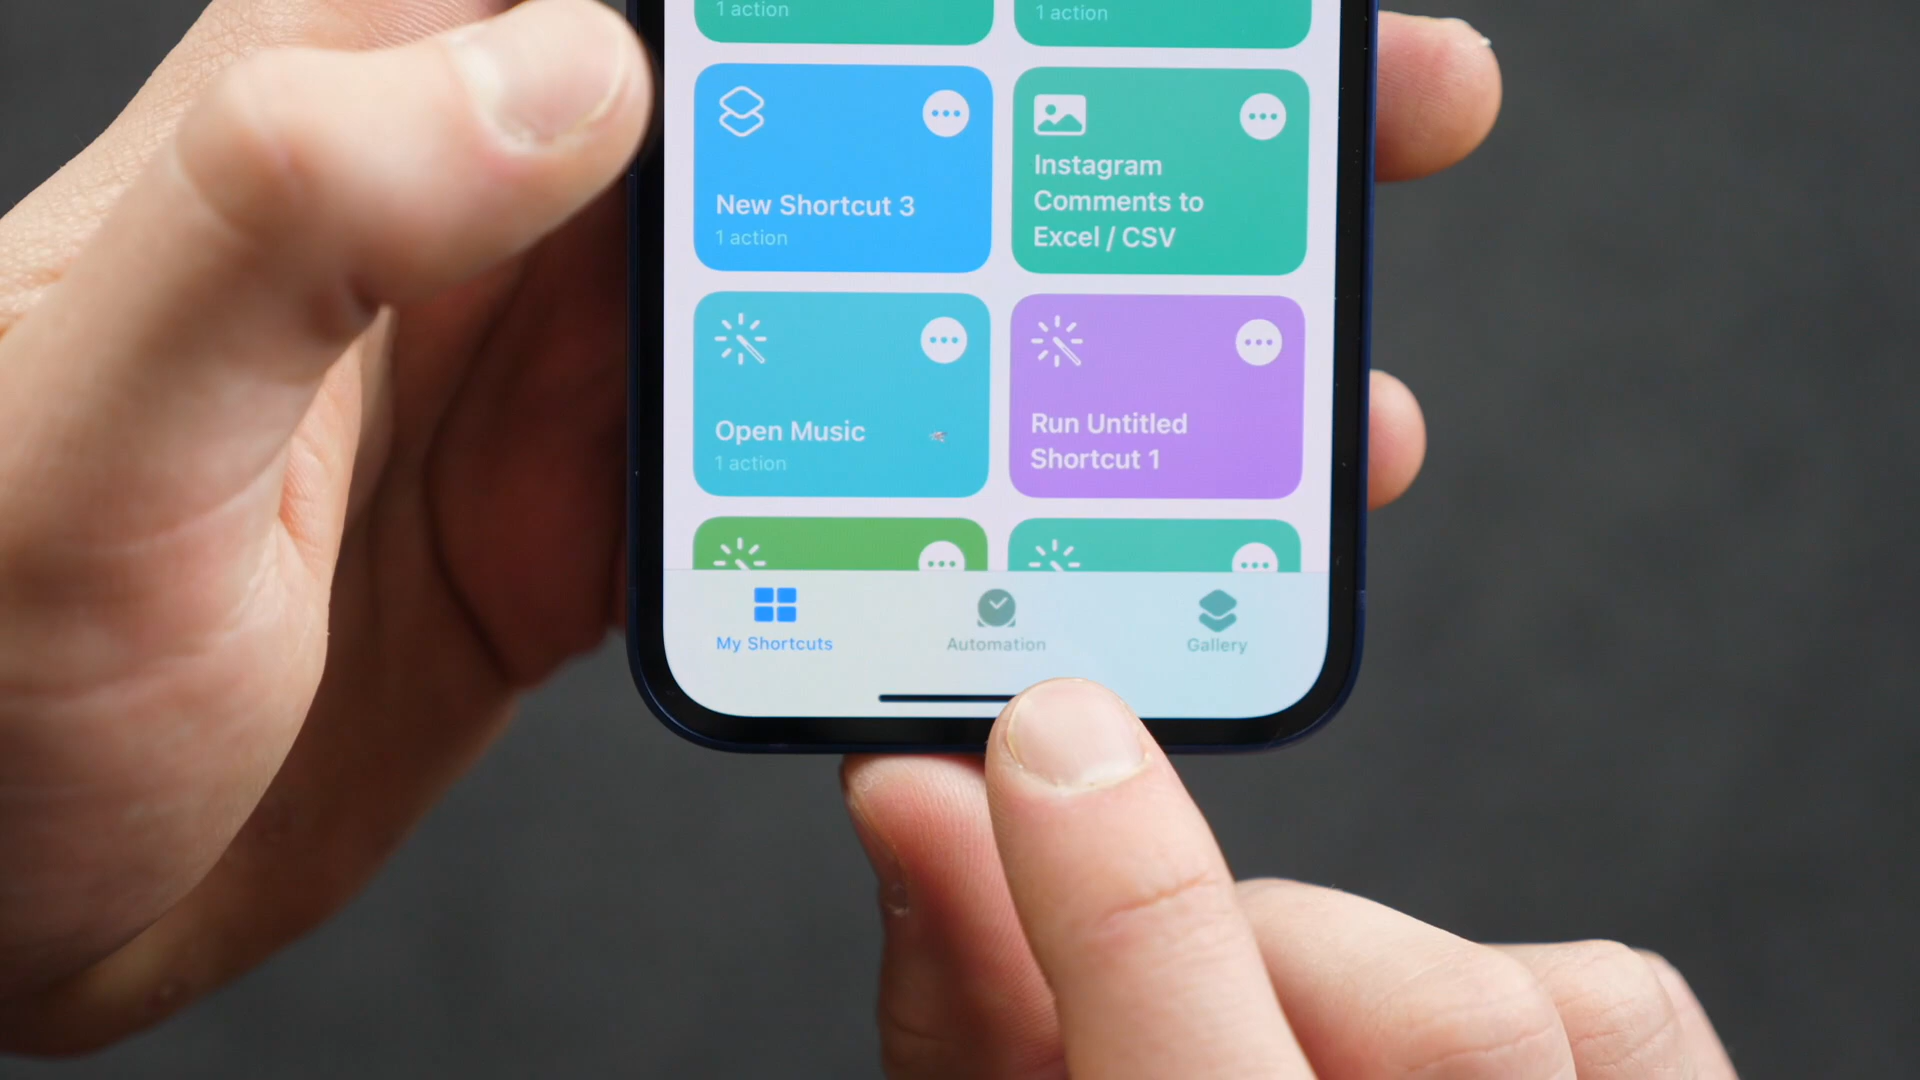 1 action
1 action
New Shortcut 3
1 action
Instagram
Comments to
Excel / CSV
Open Music
1 action
Run Untitled
Shortcut 1
My Shortcuts
Automation
Gallery